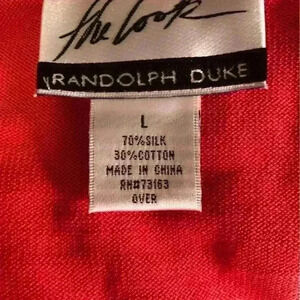 the Look
RANDOLPH DUKE
L
70%SILK
30%COTTON
MADE IN CHINA
RN#73163
OVER